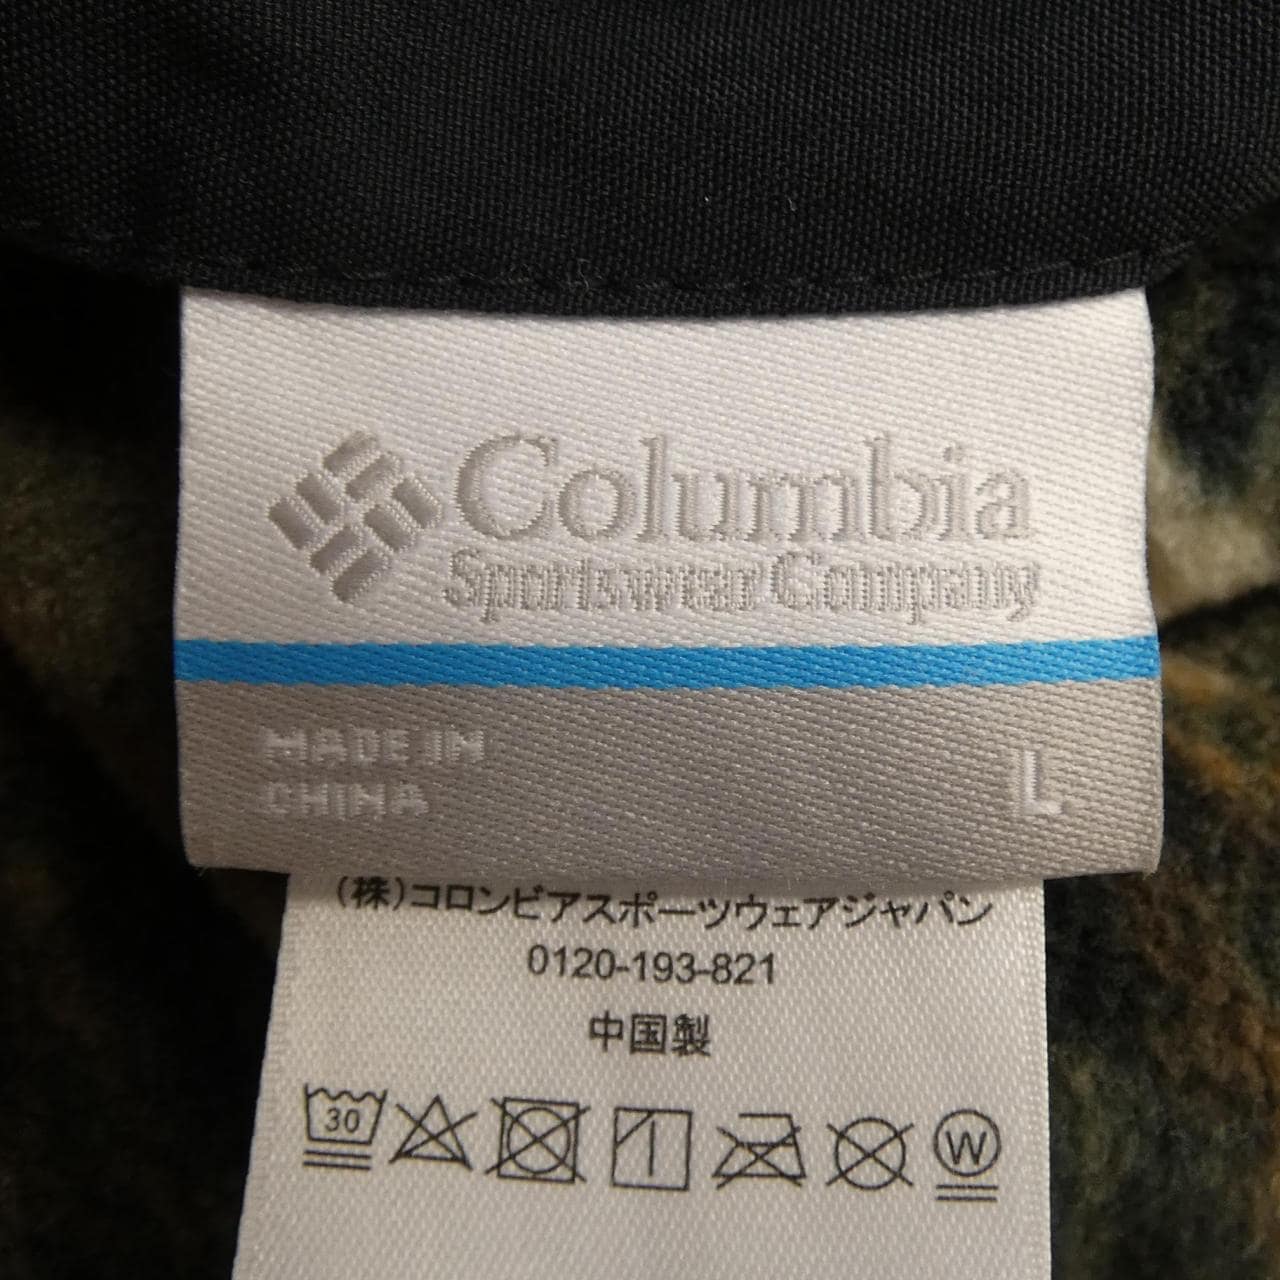 Columbia
Sportswear Company
MADE IN
CHINA
L
(株)コロンビアスポーツウェアジャパン
0120-193-821
中国製
30
W